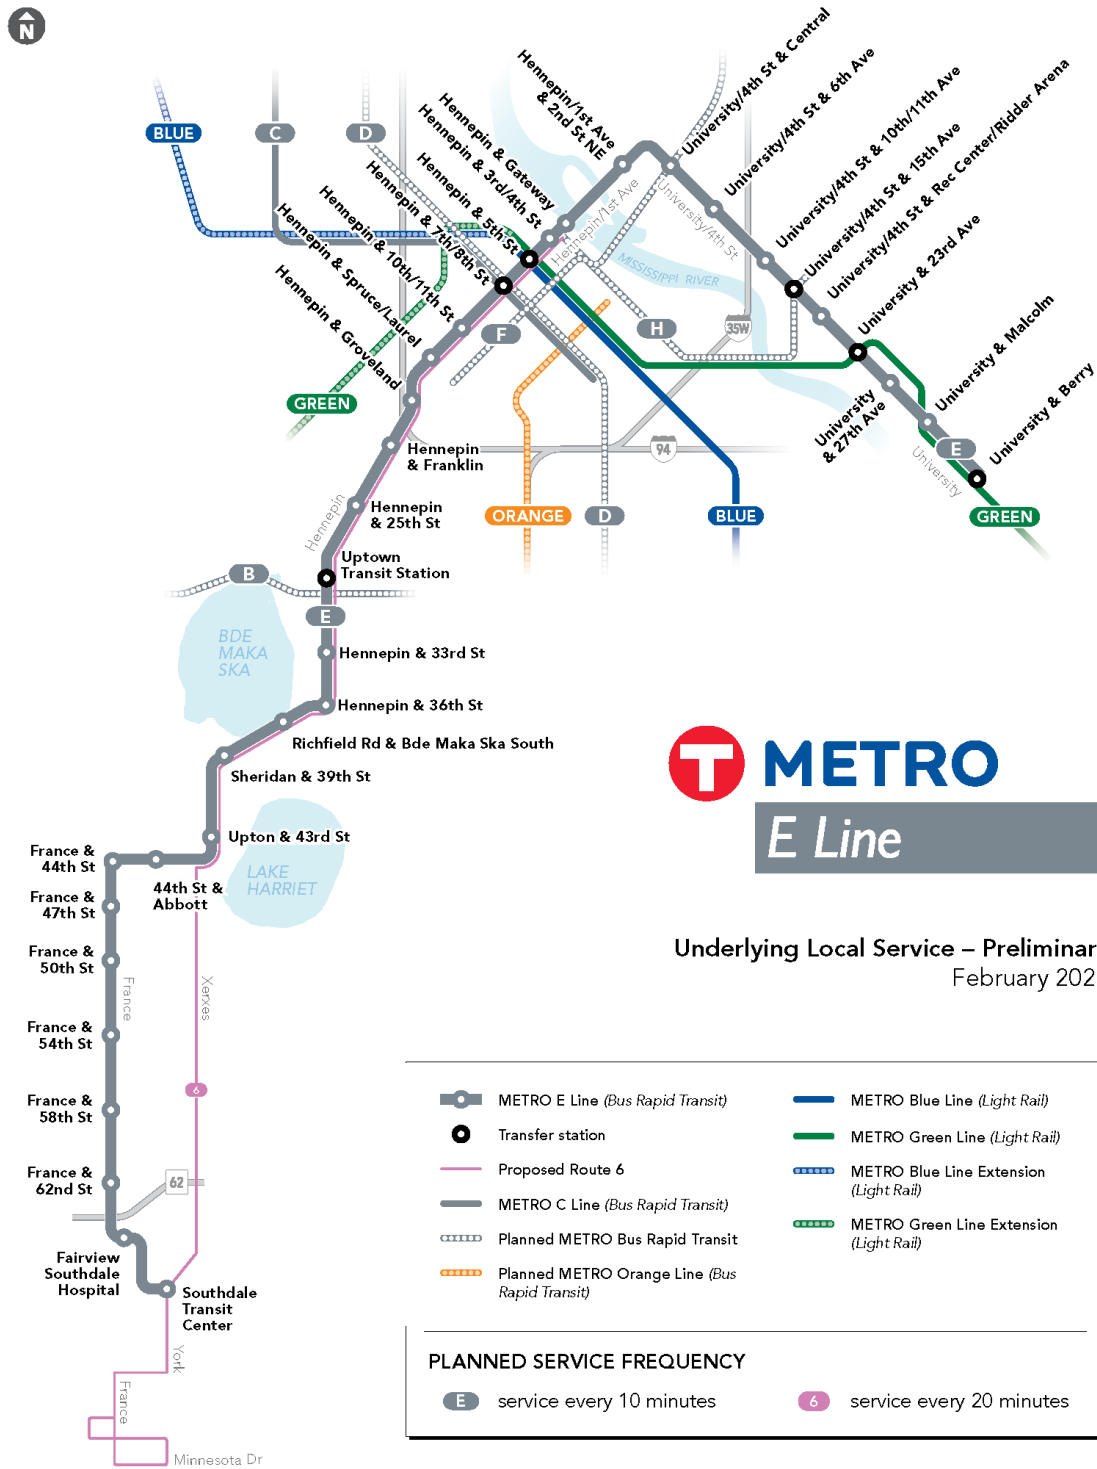 N
BLUE
C
D
Hennepin/1st Ave
& 2nd St NE
Hennepin & Gateway
Hennepin & 3rd/4th St
Hennepin & 5th St
Hennepin & 7th/8th St
Hennepin & 10th/11th St
Hennepin & Spruce/Laurel
Hennepin & Groveland
University/4th St & Central
University/4th St & 6th Ave
University/4th St & 10th/11th Ave
University/4th St & 15th Ave
University/4th St & Rec Center/Ridder Arena
University & 23rd Ave
University & Malcolm
University & Berry
University
& 27th Ave
Hennepin/1st Ave
University/4th St
MISSISSIPPI RIVER
F
H
35W
94
GREEN
E
University
GREEN
ORANGE
D
BLUE
Hennepin
& Franklin
Hennepin
& 25th St
Hennepin
Uptown
Transit Station
B
E
BDE
MAKA
SKA
Hennepin & 33rd St
Hennepin & 36th St
Richfield Rd & Bde Maka Ska South
Sheridan & 39th St
Upton & 43rd St
LAKE
HARRIET
44th St &
Abbott
France &
44th St
France &
47th St
France &
50th St
France &
54th St
France &
58th St
France &
62nd St
France
Xerxes
6
62
Fairview
Southdale
Hospital
Southdale
Transit
Center
York
France
Minnesota Dr
T METRO
E Line
Underlying Local Service – Preliminar
February 202
METRO E Line (Bus Rapid Transit)
Transfer station
Proposed Route 6
METRO C Line (Bus Rapid Transit)
Planned METRO Bus Rapid Transit
Planned METRO Orange Line (Bus
Rapid Transit)
METRO Blue Line (Light Rail)
METRO Green Line (Light Rail)
METRO Blue Line Extension
(Light Rail)
METRO Green Line Extension
(Light Rail)
PLANNED SERVICE FREQUENCY
E service every 10 minutes
6 service every 20 minutes